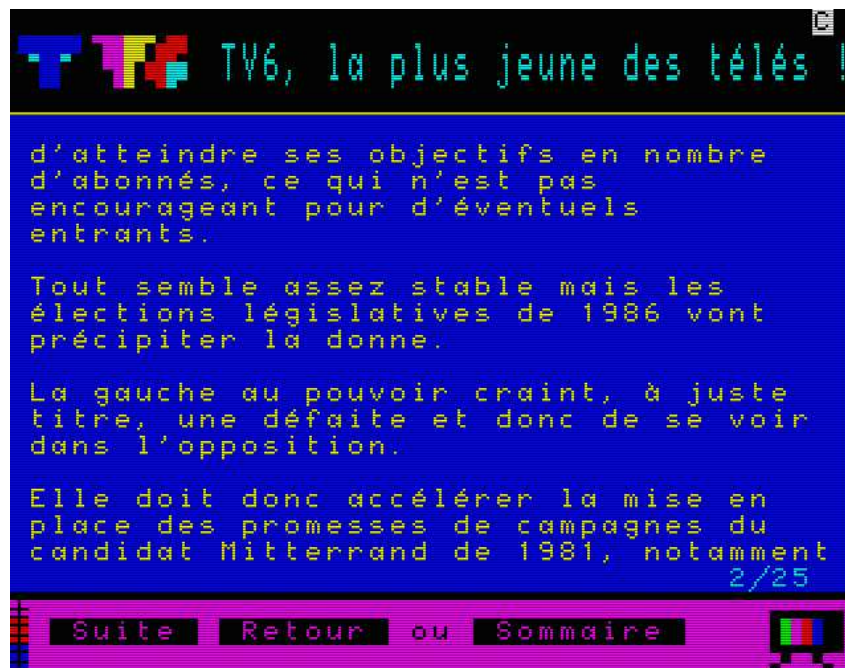 C
TV6, la plus jeune des télés !
d'atteindre ses objectifs en nombre
d'abonnés, ce qui n'est pas
encourageant pour d'éventuels
entrants.
Tout semble assez stable mais les
élections législatives de 1986 vont
précipiter la donne.
La gauche au pouvoir craint, à juste
titre, une défaite et donc de se voir
dans l'opposition.
Elle doit donc accélérer la mise en
place des promesses de campagnes du
candidat Mitterrand de 1981, notamment
2/25
Suite Retour ou Sommaire